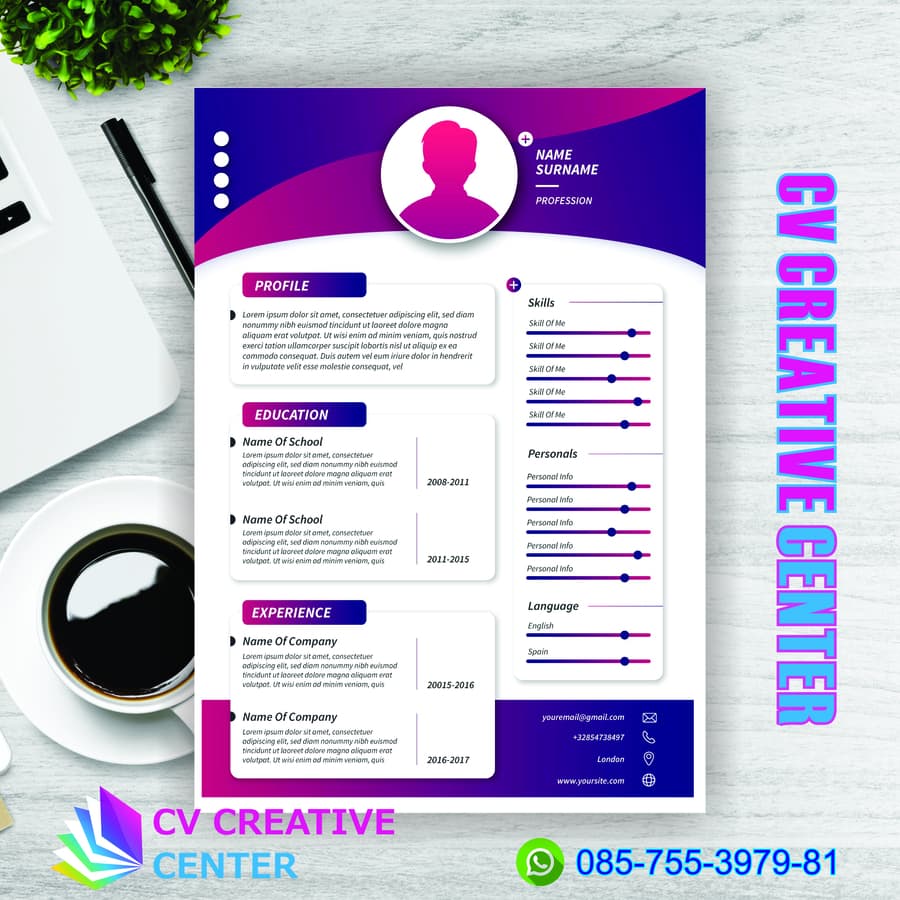 NAME
SURNAME
PROFESSION
PROFILE
Lorem ipsum dolor sit amet, consectetuer adipiscing elit, sed diam
nonummy nibh euismod tincidunt ut laoreet dolore magna
aliquam erat volutpat. Ut wisi enim ad minim veniam, quis nostrud
exerci tation ullamcorper suscipit lobortis nisl ut aliquip ex ea
commodo consequat. Duis autem vel eum iriure dolor in hendrerit
in vulputate velit esse molestie consequat, vel
EDUCATION
Name Of School
Lorem ipsum dolor sit amet, consectetuer
adipiscing elit, sed diam nonummy nibh euismod
tincidunt ut laoreet dolore magna aliquam erat
volutpat. Ut wisi enim ad minim veniam, quis
2008-2011
Name Of School
Lorem ipsum dolor sit amet, consectetuer
adipiscing elit, sed diam nonummy nibh euismod
tincidunt ut laoreet dolore magna aliquam erat
volutpat. Ut wisi enim ad minim veniam, quis
2011-2015
EXPERIENCE
Name Of Company
Lorem ipsum dolor sit amet, consectetuer
adipiscing elit, sed diam nonummy nibh euismod
tincidunt ut laoreet dolore magna aliquam erat
volutpat. Ut wisi enim ad minim veniam, quis
20015-2016
Name Of Company
Lorem ipsum dolor sit amet, consectetuer
adipiscing elit, sed diam nonummy nibh euismod
tincidunt ut laoreet dolore magna aliquam erat
volutpat. Ut wisi enim ad minim veniam, quis
2016-2017
Skills
Skill Of Me
Skill Of Me
Skill Of Me
Skill Of Me
Skill Of Me
Personals
Personal Info
Personal Info
Personal Info
Personal Info
Personal Info
Language
English
Spain
youremail@gmail.com
+32854738497
London
www.yoursite.com
CV CREATIVE CENTER
CV CREATIVE
CENTER
085-755-3979-81